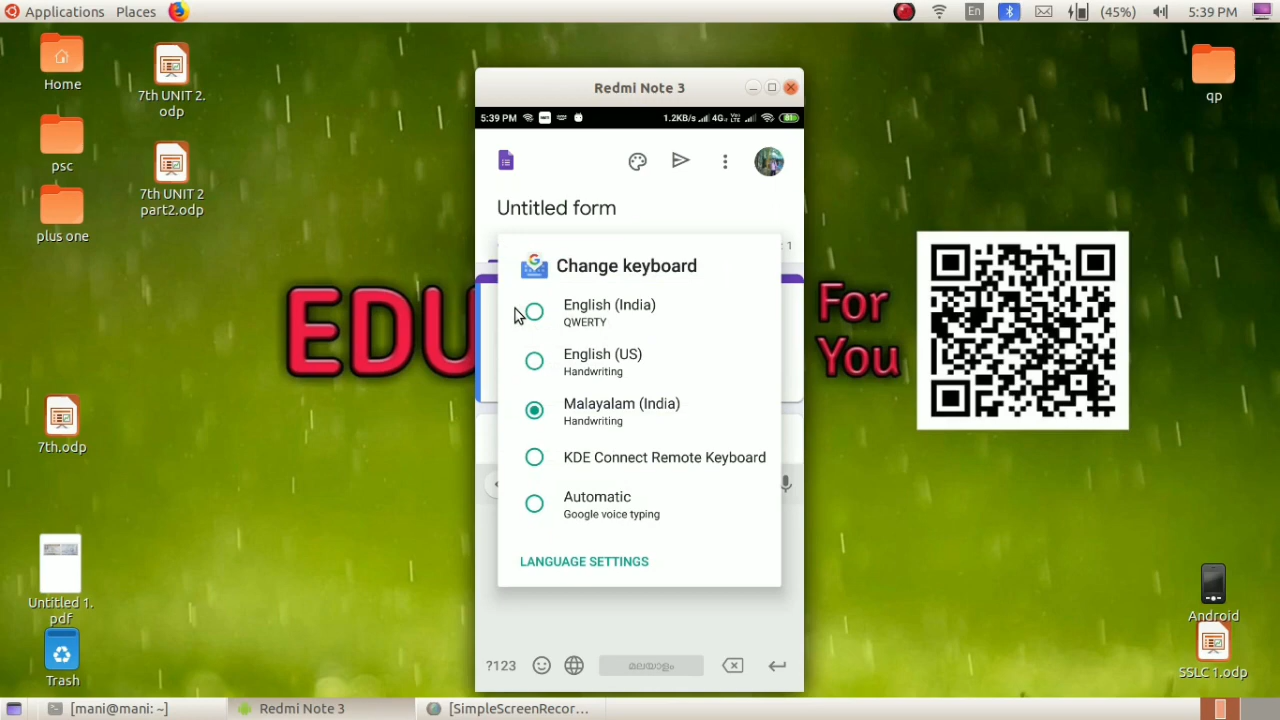 Applications Places
En
(45%)
5:39 PM
Home
psc
plus one
7th UNIT 2.
odp
7th UNIT 2
part2.odp
7th.odp
Untitled 1.
pdf
Trash
EDU
For
You
qp
Android
SSLC 1.odp
Redmi Note 3
5:39 PM
1.2KB/s
4G
81
Untitled form
1
Change keyboard
English (India)
QWERTY
English (US)
Handwriting
Malayalam (India)
Handwriting
KDE Connect Remote Keyboard
Automatic
Google voice typing
LANGUAGE SETTINGS
?123
മലയാളം
[mani@mani: ~]
Redmi Note 3
[SimpleScreenRecor...